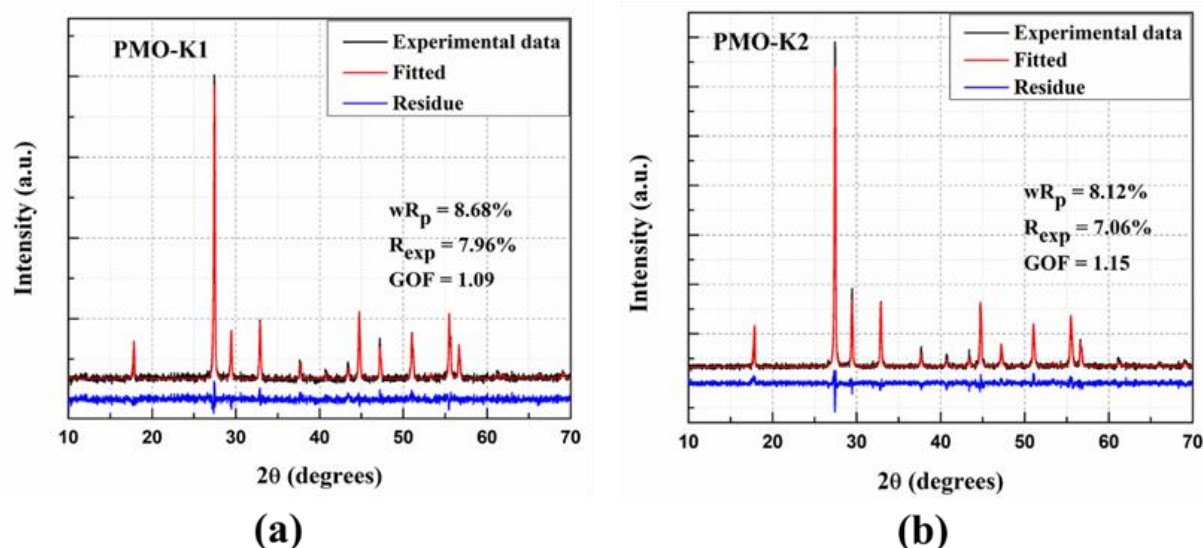 PMO-K1
Experimental data
Fitted
Residue
wRp = 8.68%
Rexp = 7.96%
GOF = 1.09
Intensity (a.u.)
10 20 30 40 50 60 70
2θ (degrees)
(a)
PMO-K2
Experimental data
Fitted
Residue
wRp = 8.12%
Rexp = 7.06%
GOF = 1.15
Intensity (a.u.)
10 20 30 40 50 60 70
2θ (degrees)
(b)